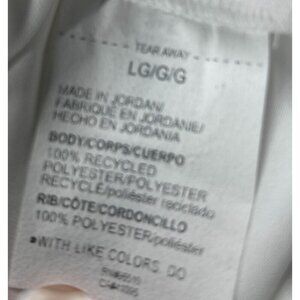 TEAR AWAY
LG/G/G
MADE IN JORDAN/
FABRIQUÉ EN JORDANIE/
HECHO EN JORDANIA
BODY/CORPS/CUERPO
100% RECYCLED
POLYESTER/POLYESTER
RECYCLÉ/poliéster reciclado
RIB/CÔTE/CORDONCILLO
100% POLYESTER/poliéster
•WITH LIKE COLORS. DO